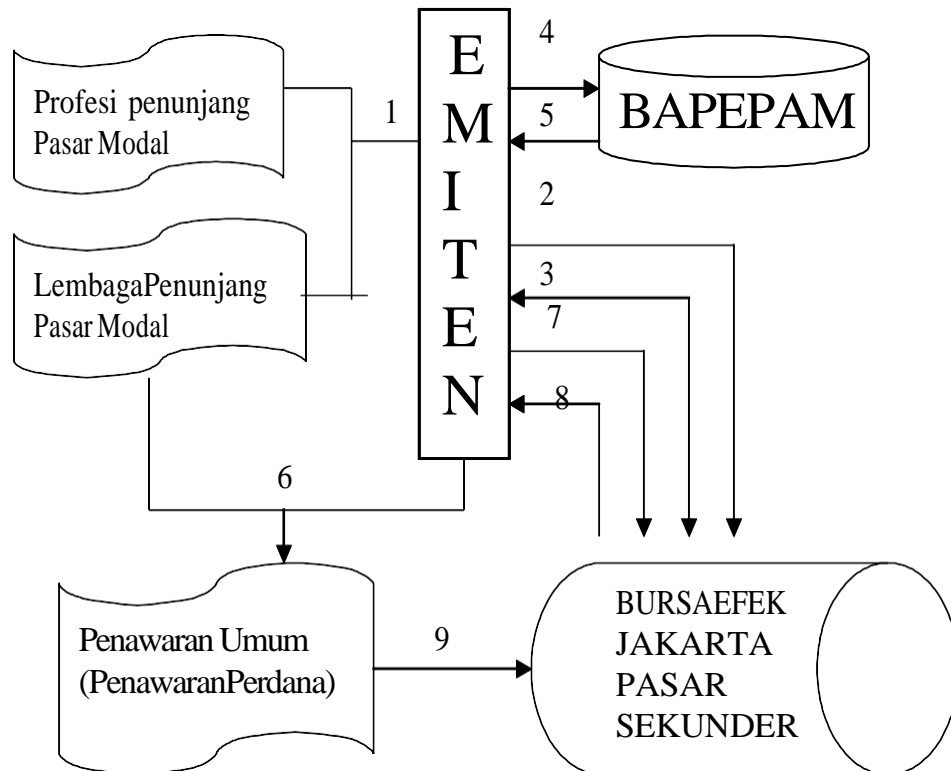 Profesi penunjang
Pasar Modal
LembagaPenunjang
Pasar Modal
1
E
M
I
T
E
N
4
5
BAPEPAM
2
3
7
8
6
Penawaran Umum
(PenawaranPerdana)
9
BURSAEFEK
JAKARTA
PASAR
SEKUNDER